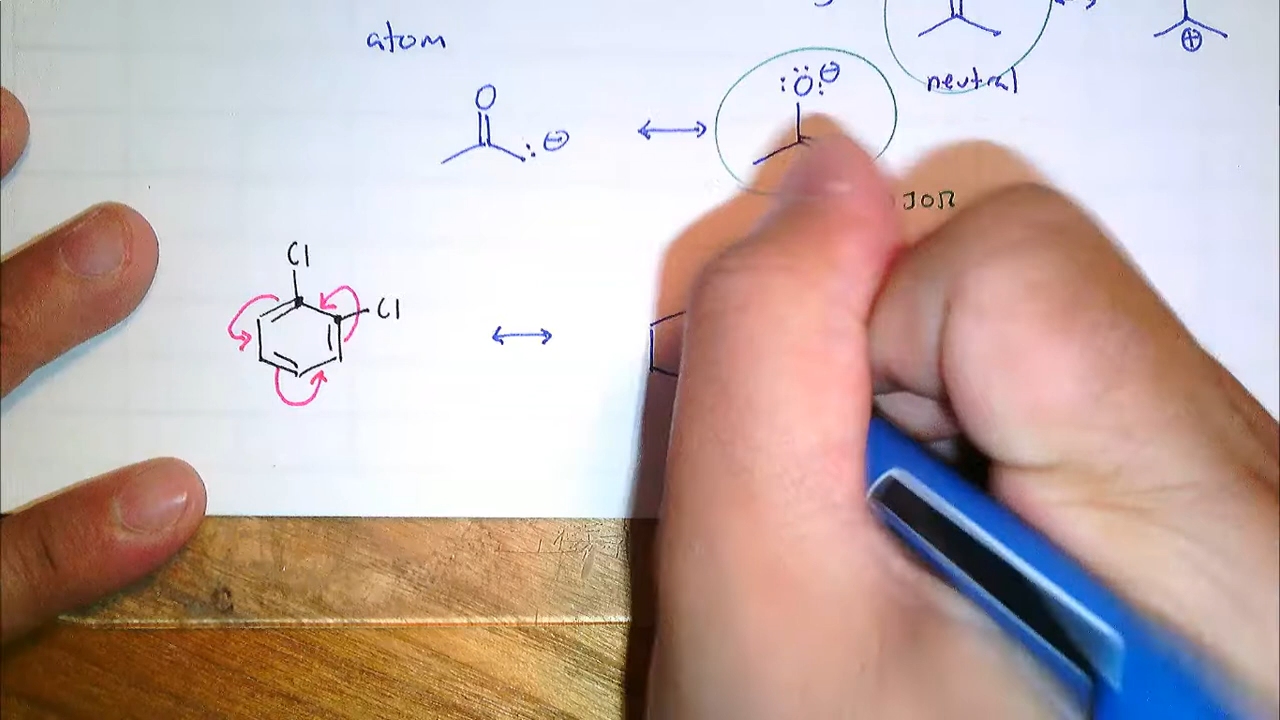 neutral
⊕
atom
O
:⊖
:Ö: ⊖
Cl
Cl